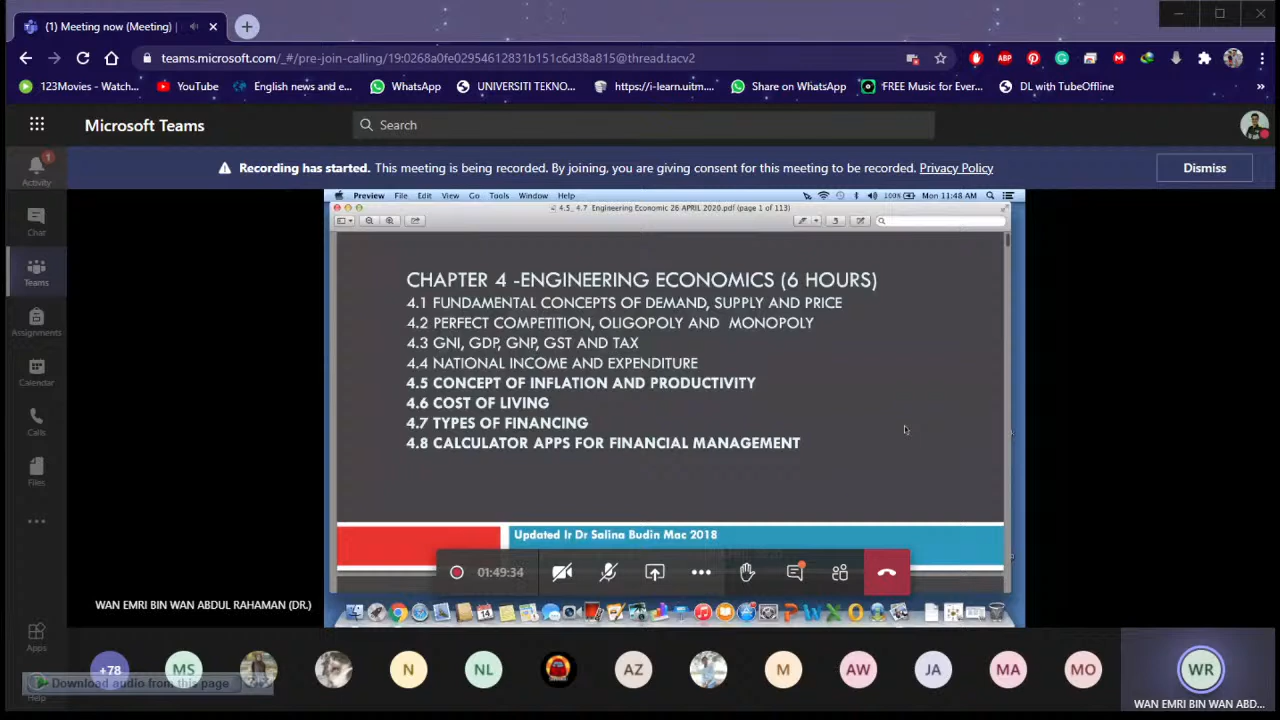 (1) Meeting now (Meeting) |
teams.microsoft.com/_#/pre-join-calling/19:0268a0fe02954612831b151c6d38a815@thread.tacv2
ABP
123Movies - Watch...
YouTube
English news and e...
WhatsApp
UNIVERSITI TEKNO...
https://i-learn.uitm....
Share on WhatsApp
FREE Music for Ever...
DL with TubeOffline
»
Microsoft Teams
Search
Recording has started. This meeting is being recorded. By joining, you are giving consent for this meeting to be recorded. Privacy Policy
Dismiss
1
Activity
Chat
Teams
Assignments
Calendar
Calls
Files
Apps
Help
Preview File Edit View Go Tools Window Help
100% Mon 11:48 AM
4.5_ 4.7 Engineering Economic 26 APRIL 2020.pdf (page 1 of 113)
CHAPTER 4 -ENGINEERING ECONOMICS (6 HOURS)
4.1 FUNDAMENTAL CONCEPTS OF DEMAND, SUPPLY AND PRICE
4.2 PERFECT COMPETITION, OLIGOPOLY AND MONOPOLY
4.3 GNI, GDP, GNP, GST AND TAX
4.4 NATIONAL INCOME AND EXPENDITURE
4.5 CONCEPT OF INFLATION AND PRODUCTIVITY
4.6 COST OF LIVING
4.7 TYPES OF FINANCING
4.8 CALCULATOR APPS FOR FINANCIAL MANAGEMENT
Updated Ir Dr Salina Budin Mac 2018
01:49:34
WAN EMRI BIN WAN ABDUL RAHAMAN (DR.)
+78
MS
N
NL
AZ
M
AW
JA
MA
MO
WR
Download audio from this page
WAN EMRI BIN WAN ABD...